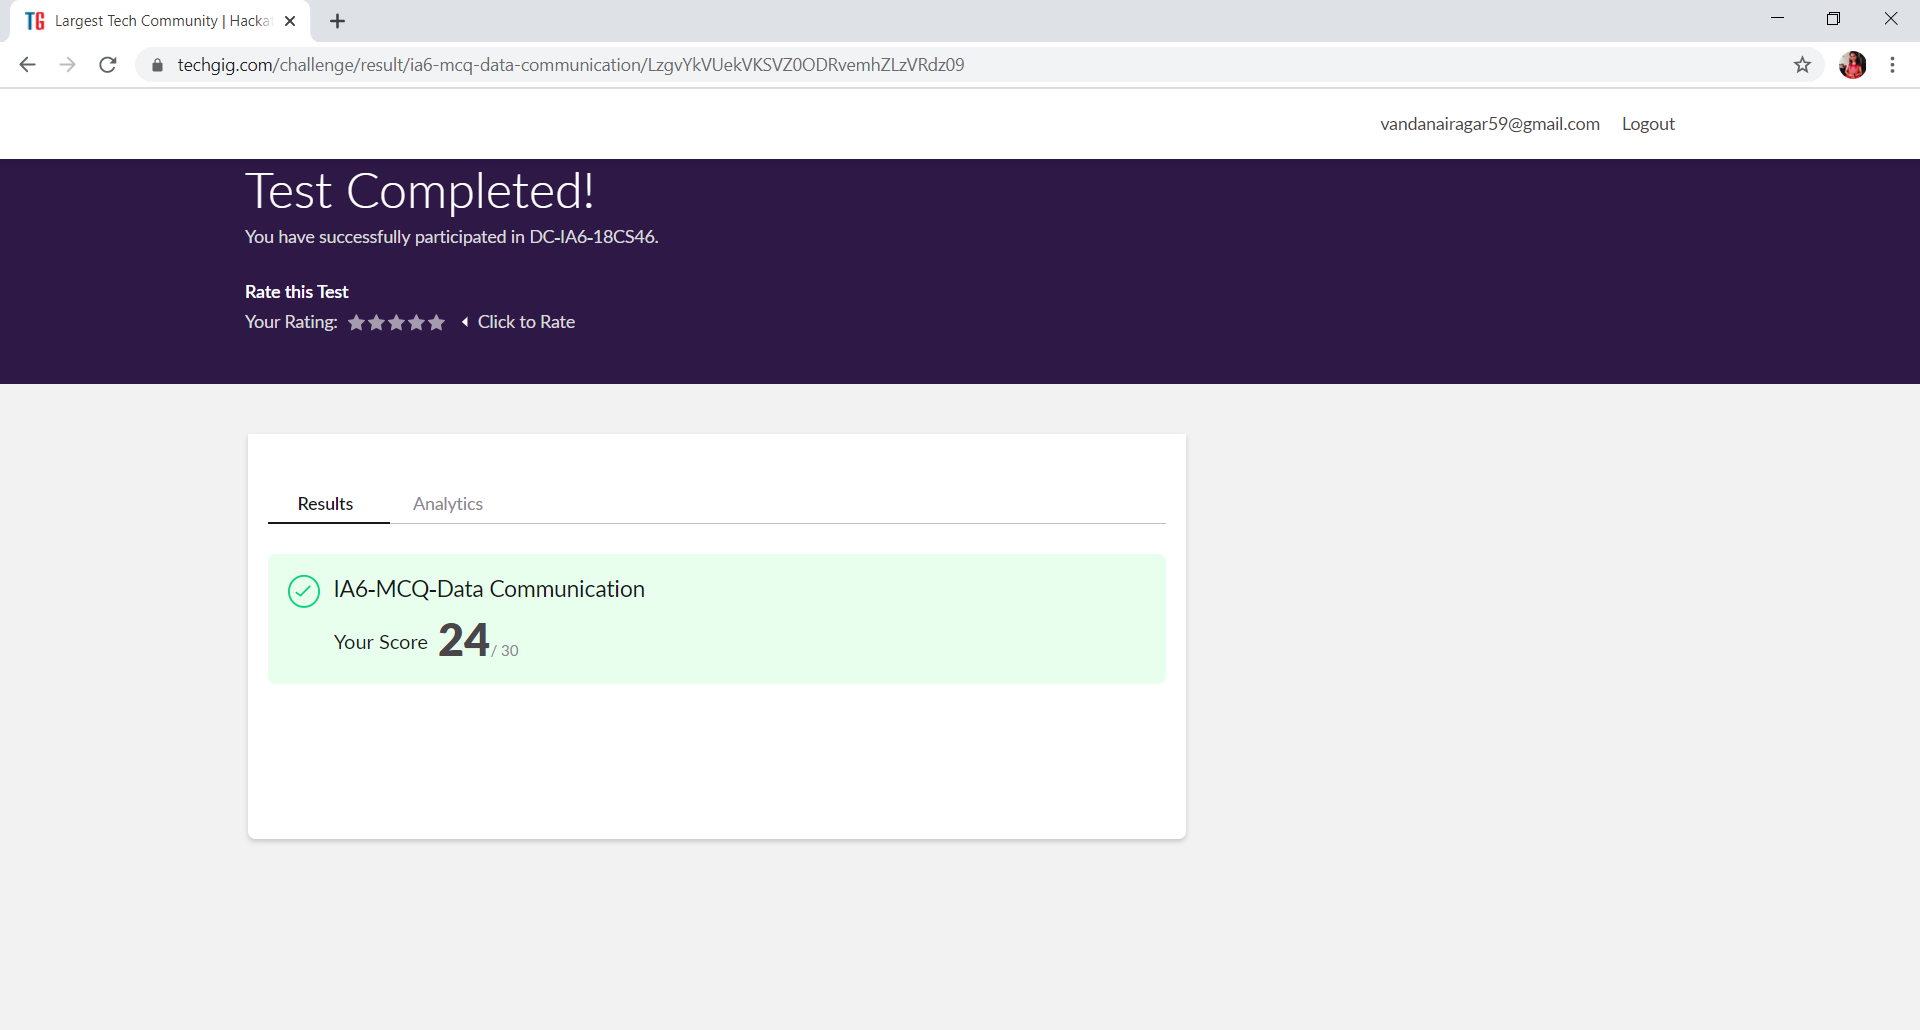 TG Largest Tech Community | Hacka
techgig.com/challenge/result/ia6-mcq-data-communication/LzgvYkVUekVKSVZ0ODRvemhZLzVRdz09
vandanairagar59@gmail.com Logout
Test Completed!
You have successfully participated in DC-IA6-18CS46.
Rate this Test
Your Rating: Click to Rate
Results Analytics
IA6-MCQ-Data Communication
Your Score 24 / 30